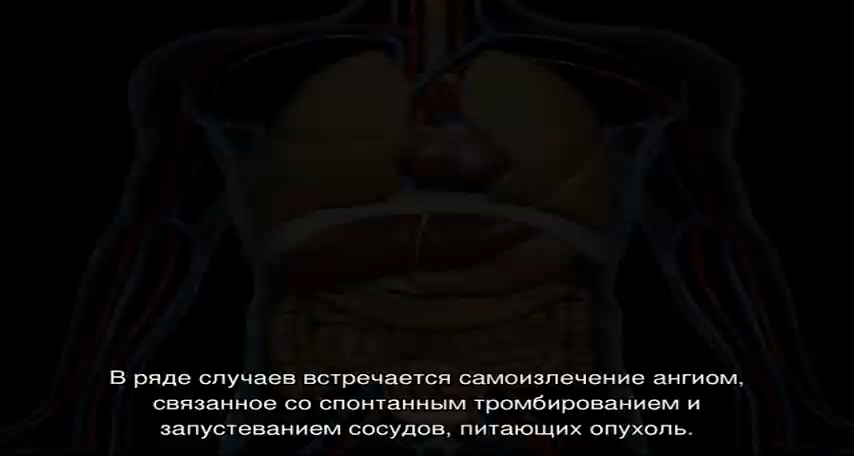 В ряде случаев встречается самоизлечение ангиом,
связанное со спонтанным тромбированием и
запустеванием сосудов, питающих опухоль.